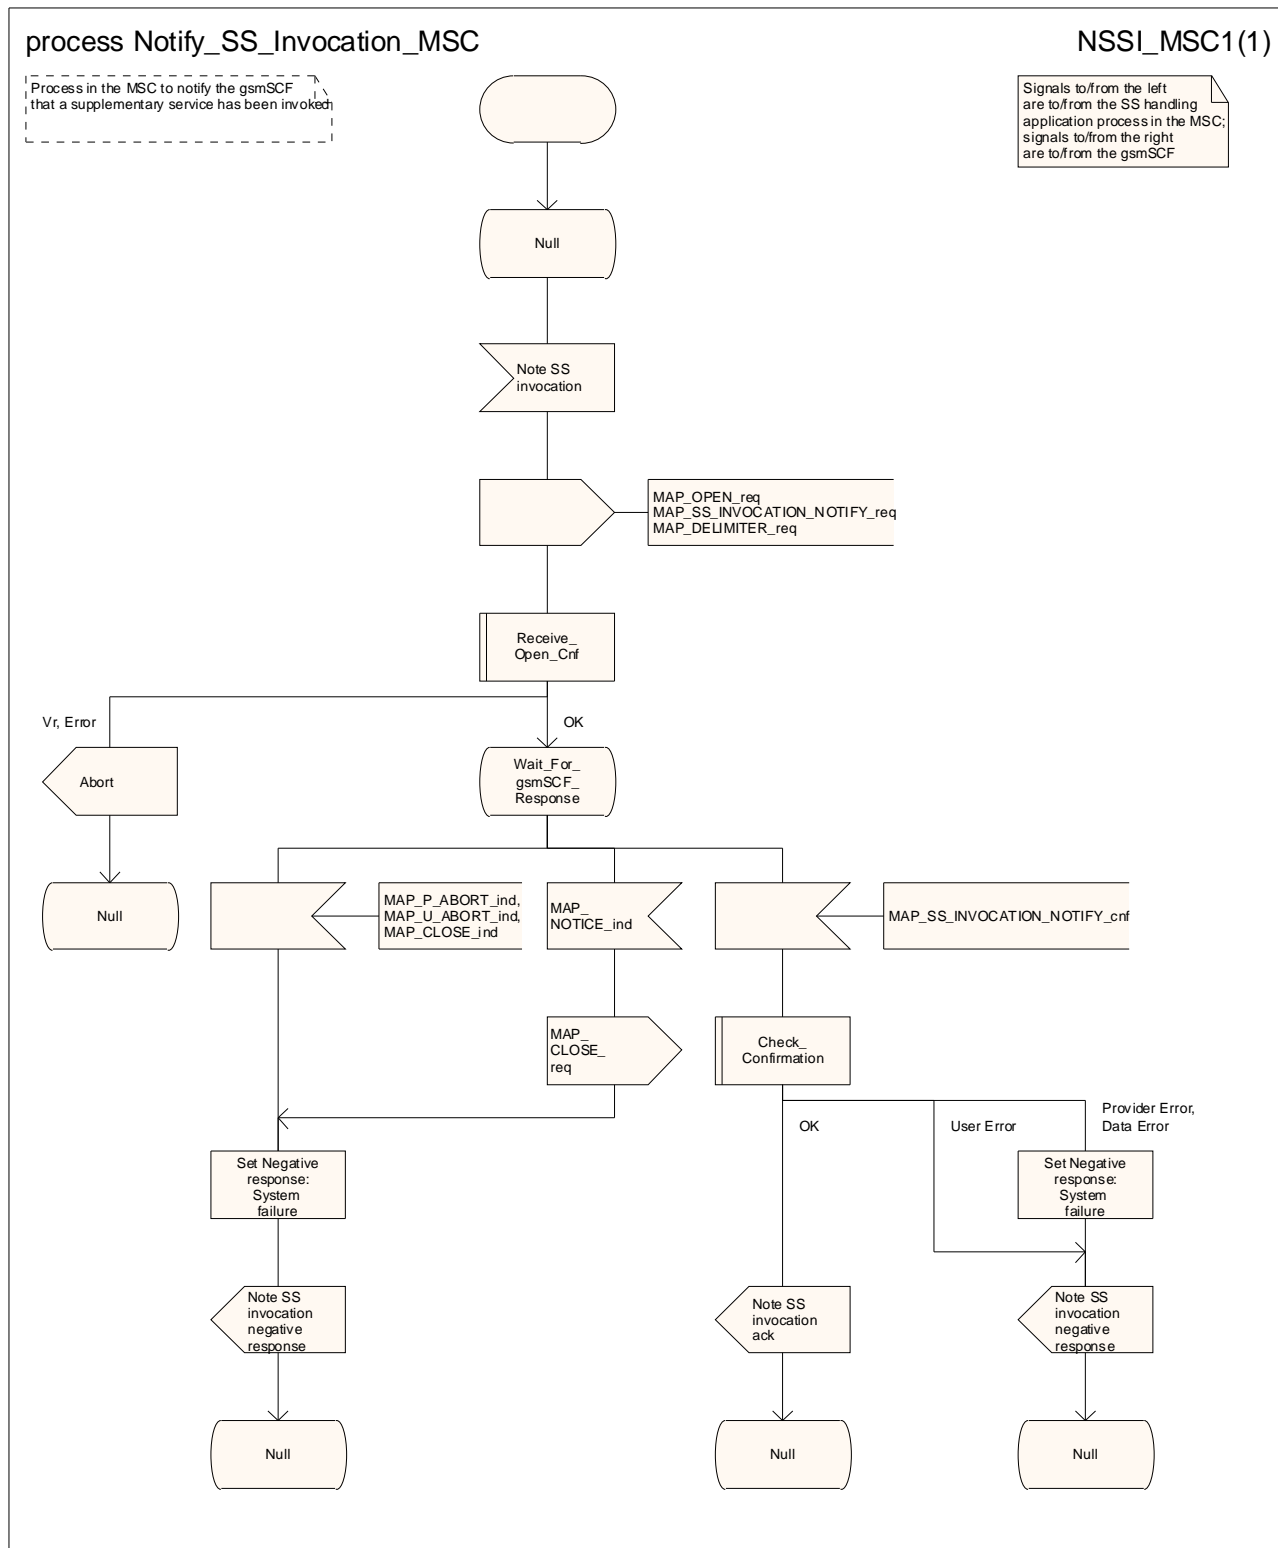 process Notify_SS_Invocation_MSC
NSSI_MSC1(1)
Process in the MSC to notify the gsmSCF
that a supplementary service has been invoked
Signals to/from the left
are to/from the SS handling
application process in the MSC;
signals to/from the right
are to/from the gsmSCF
Null
Note SS
invocation
MAP_OPEN_req
MAP_SS_INVOCATION_NOTIFY_req
MAP_DELIMITER_req
Receive_
Open_Cnf
Vr, Error
OK
Abort
Wait_For_
gsmSCF_
Response
Null
MAP_P_ABORT_ind,
MAP_U_ABORT_ind,
MAP_CLOSE_ind
MAP_
NOTICE_ind
MAP_SS_INVOCATION_NOTIFY_cnf
MAP_
CLOSE_
req
Check_
Confirmation
OK
User Error
Provider Error,
Data Error
Set Negative
response:
System
failure
Set Negative
response:
System
failure
Note SS
invocation
negative
response
Note SS
invocation
ack
Note SS
invocation
negative
response
Null
Null
Null